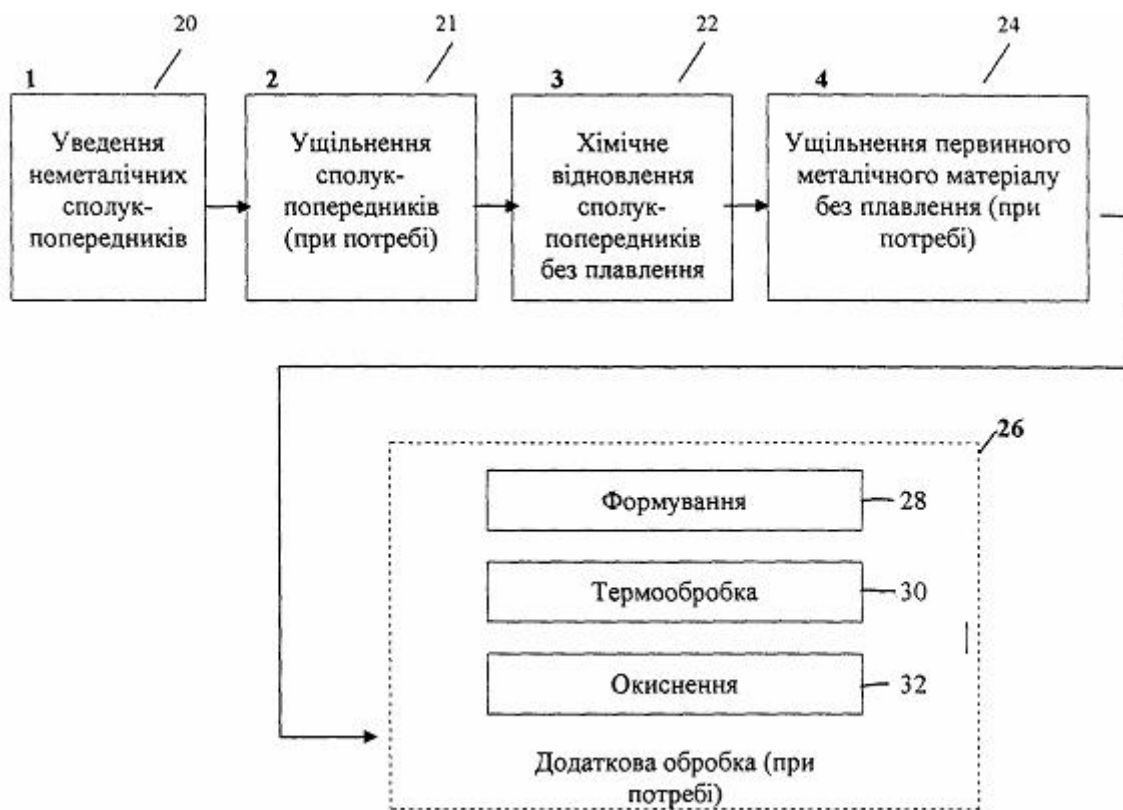 20
21
22
24
1
2
3
4
Уведення
неметалічних
сполук-
попередників
Ущільнення
сполук-
попередників
(при потребі)
Хімічне
відновлення
сполук-
попередників
без плавлення
Ущільнення первинного
металічного матеріалу
без плавлення (при
потребі)
26
Формування
28
Термообробка
30
Окиснення
32
Додаткова обробка (при
потребі)